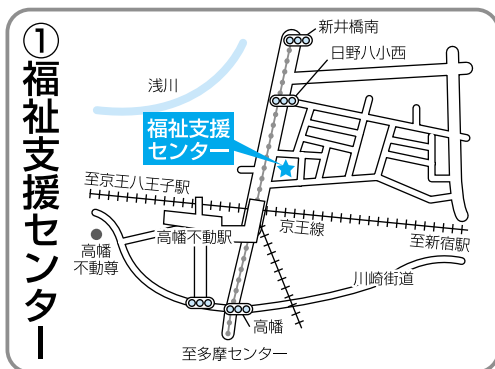 ①福祉支援センター
新井橋南
日野八小西
浅川
福祉支援
センター
至京王八王子駅
高幡不動駅
京王線
至新宿駅
高幡
不動尊
川崎街道
高幡
至多摩センター